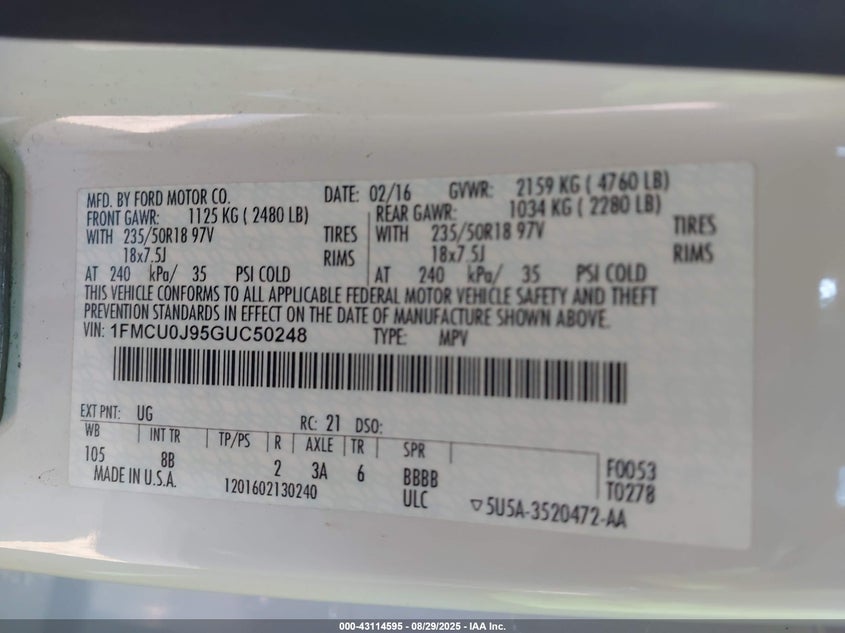 MFD. BY FORD MOTOR CO. DATE: 02/16 GVWR: 2159 KG ( 4760 LB)
FRONT GAWR: 1125 KG ( 2480 LB) REAR GAWR: 1034 KG ( 2280 LB)
WITH 235/50R18 97V TIRES WITH 235/50R18 97V TIRES
18x7.5J RIMS 18x7.5J RIMS
AT 240 kPa/ 35 PSI COLD AT 240 kPa/ 35 PSI COLD
THIS VEHICLE CONFORMS TO ALL APPLICABLE FEDERAL MOTOR VEHICLE SAFETY AND THEFT
PREVENTION STANDARDS IN EFFECT ON THE DATE OF MANUFACTURE SHOWN ABOVE.
VIN: 1FMCU0J95GUC50248 TYPE: MPV
EXT PNT: UG RC: 21 DSO:
WB INT TR TP/PS R AXLE TR SPR
105 8B 2 3A 6 BBBB F0053
MADE IN U.S.A. 1201602130240 ULC T0278
▽5U5A-3520472-AA
000-43114595 - 08/29/2025 - IAA Inc.